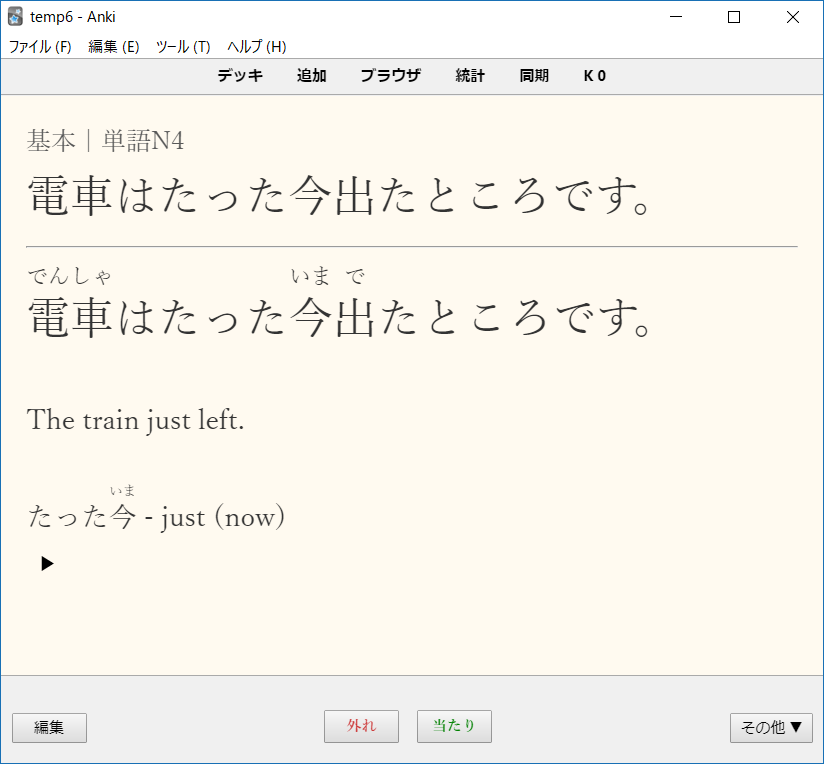 temp6 - Anki
ファイル (F) 編集 (E) ツール (T) ヘルプ (H)
デッキ 追加 ブラウザ 統計 同期 K 0
基本｜単語N4
電車はたった今出たところです。
でんしゃ いま で
電車はたった今出たところです。
The train just left.
いま
たった今 - just (now)
編集 外れ 当たり その他 ▼